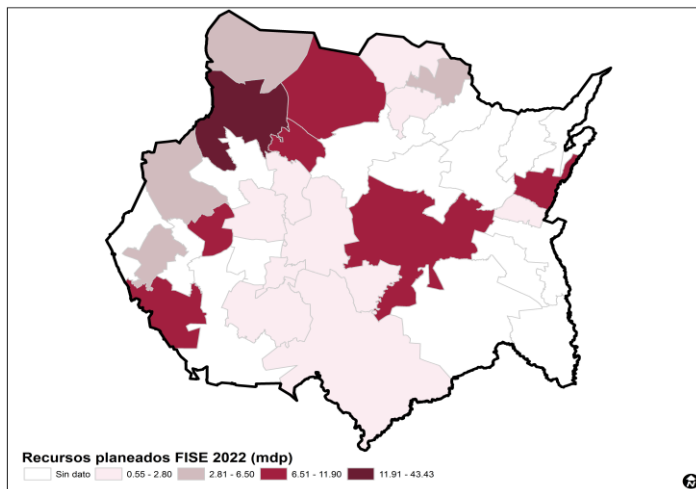 Recursos planeados FISE 2022 (mdp)
Sin dato 0.55 - 2.80 2.81 - 6.50 6.51 - 11.90 11.91 - 43.43